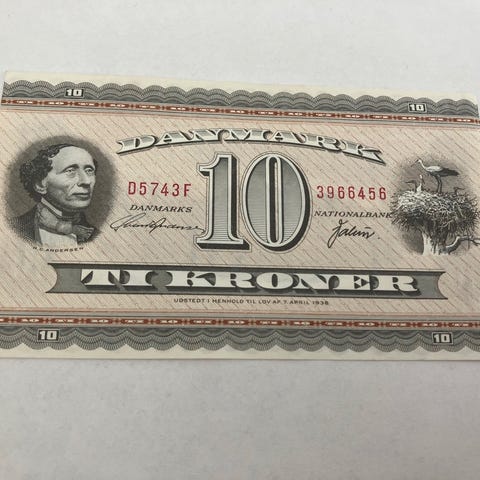 10 10
DANMARK
D5743F 10 3966456
DANMARKS NATIONALBANK
H.C. ANDERSEN
TI KRONER
UDSTEDT I HENHOLD TIL LOV AF 7. APRIL 1936
10 10